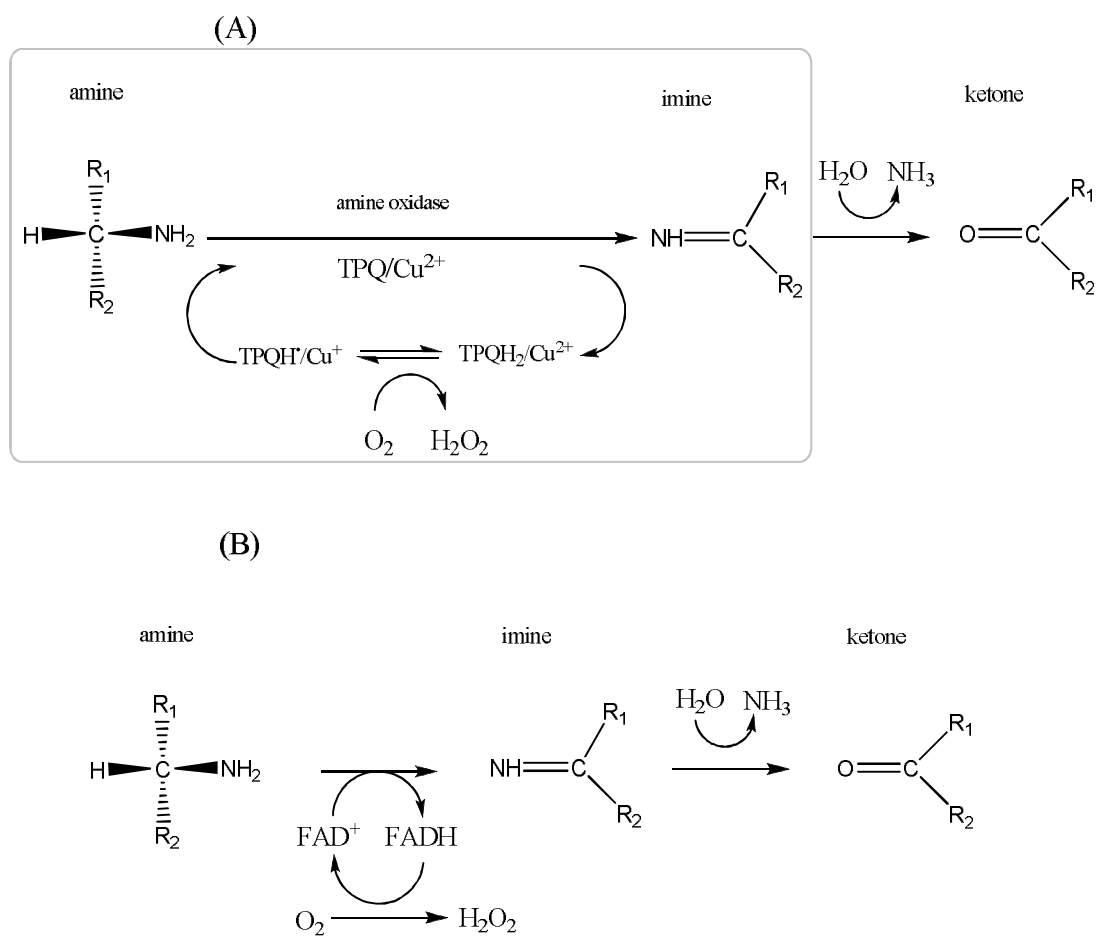 (A)
amine imine ketone
R₁ R₁ H₂O NH₃ R₁
amine oxidase
H C NH₂ NH C O C
TPQ/Cu²⁺
R₂ R₂ R₂
TPQH•/Cu⁺ TPQH₂/Cu²⁺
O₂ H₂O₂
(B)
amine imine ketone
R₁ R₁ H₂O NH₃ R₁
H C NH₂ NH C O C
R₂ R₂ R₂
FAD⁺ FADH
O₂ H₂O₂